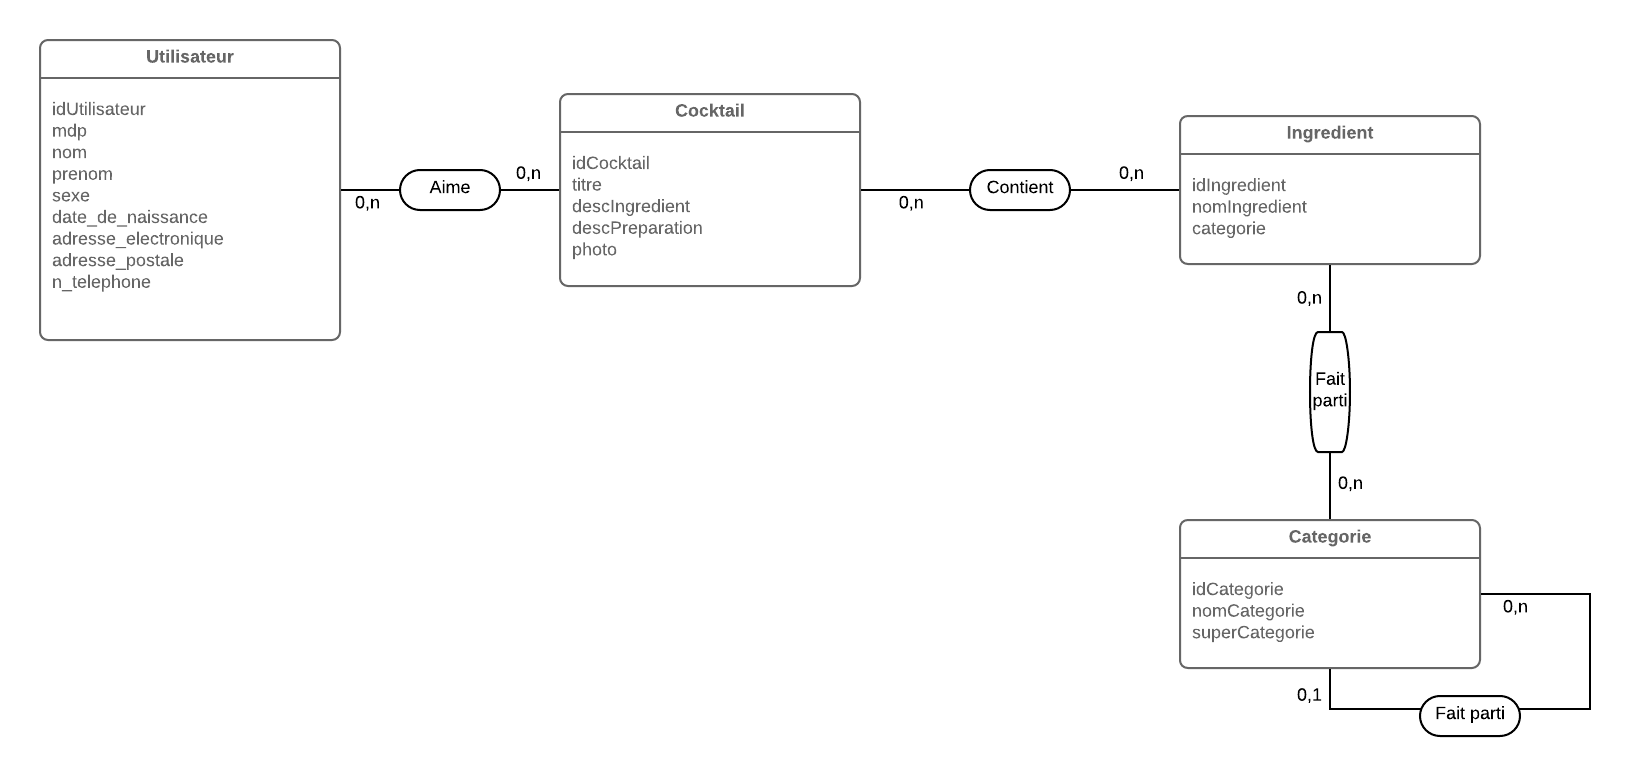 Utilisateur
idUtilisateur
mdp
nom
prenom
sexe
date_de_naissance
adresse_electronique
adresse_postale
n_telephone
0,n
Aime
0,n
Cocktail
idCocktail
titre
descIngredient
descPreparation
photo
0,n
Contient
0,n
Ingredient
idIngredient
nomIngredient
categorie
0,n
Fait
parti
0,n
Categorie
idCategorie
nomCategorie
superCategorie
0,n
0,1
Fait parti